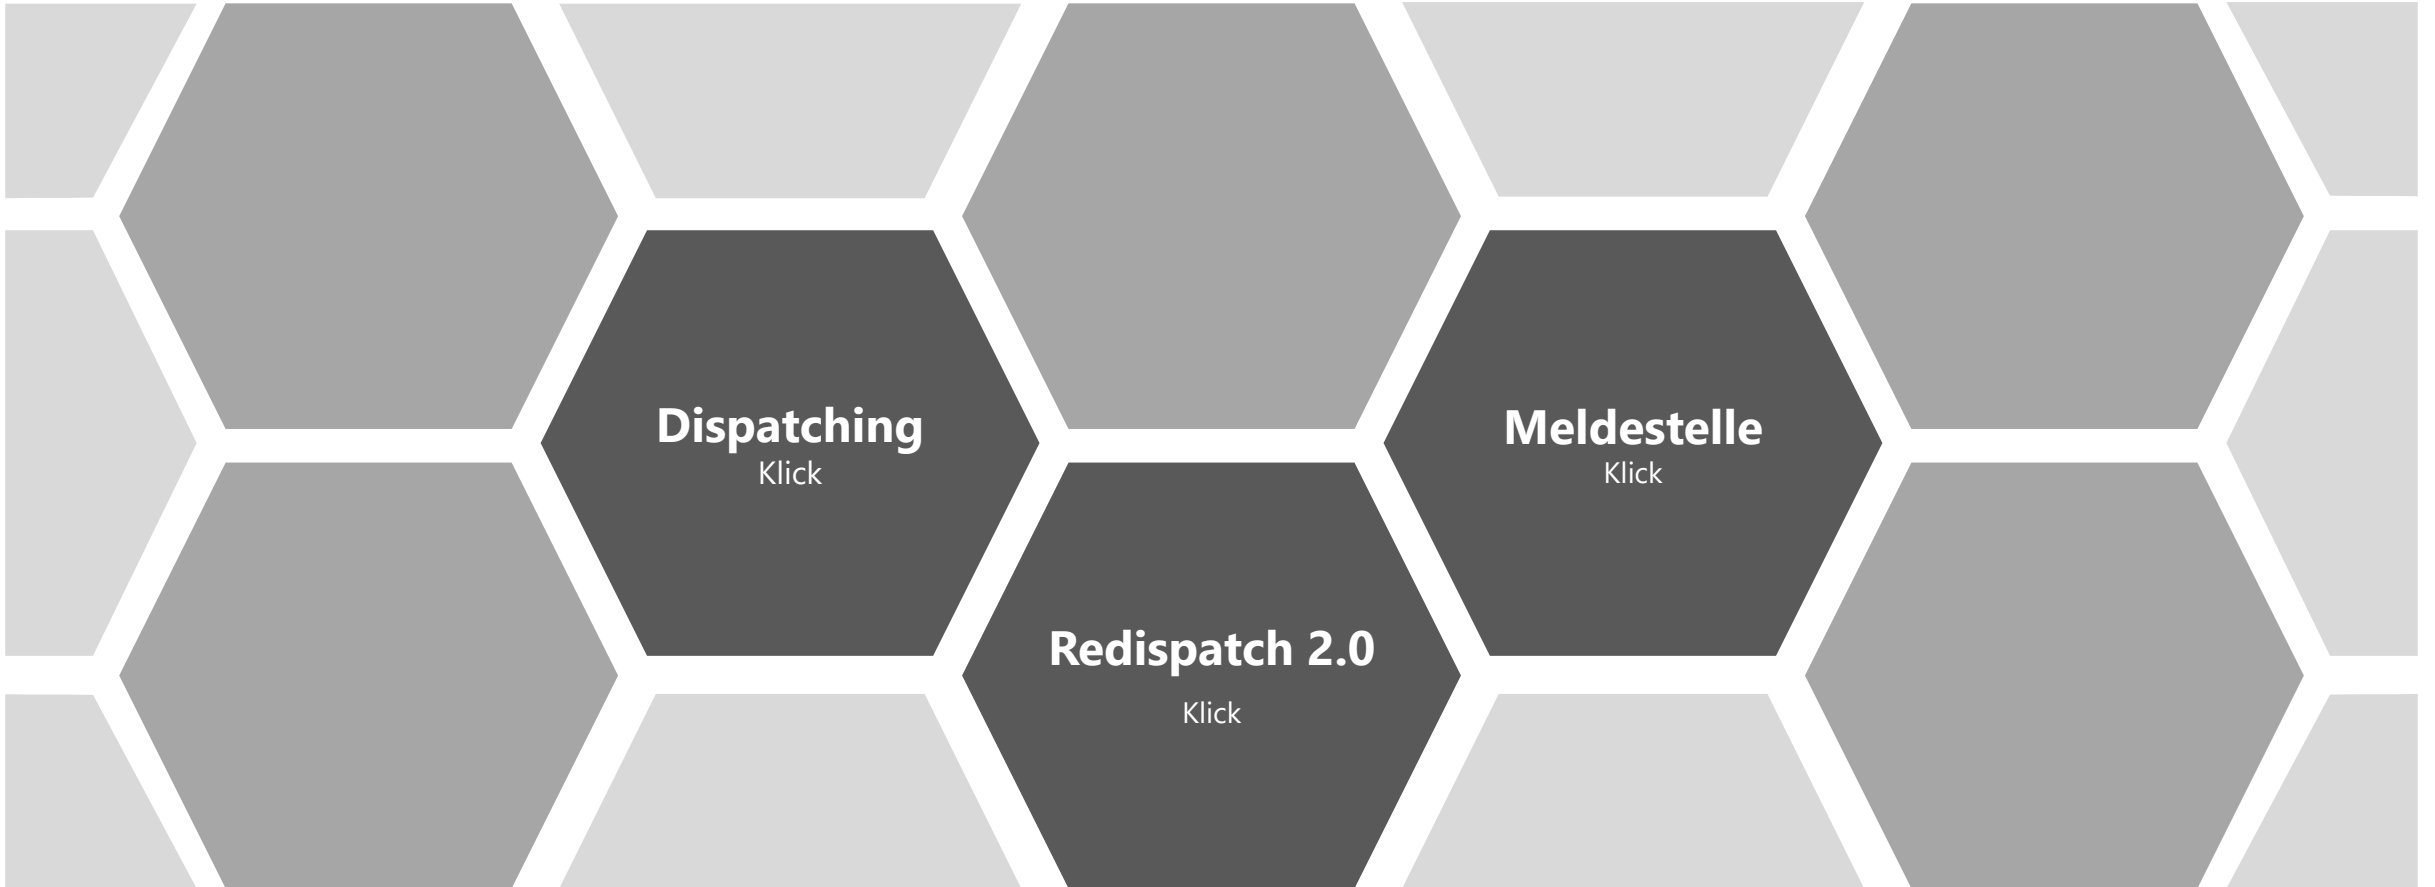 Dispatching
Klick
Meldestelle
Klick
Redispatch 2.0
Klick